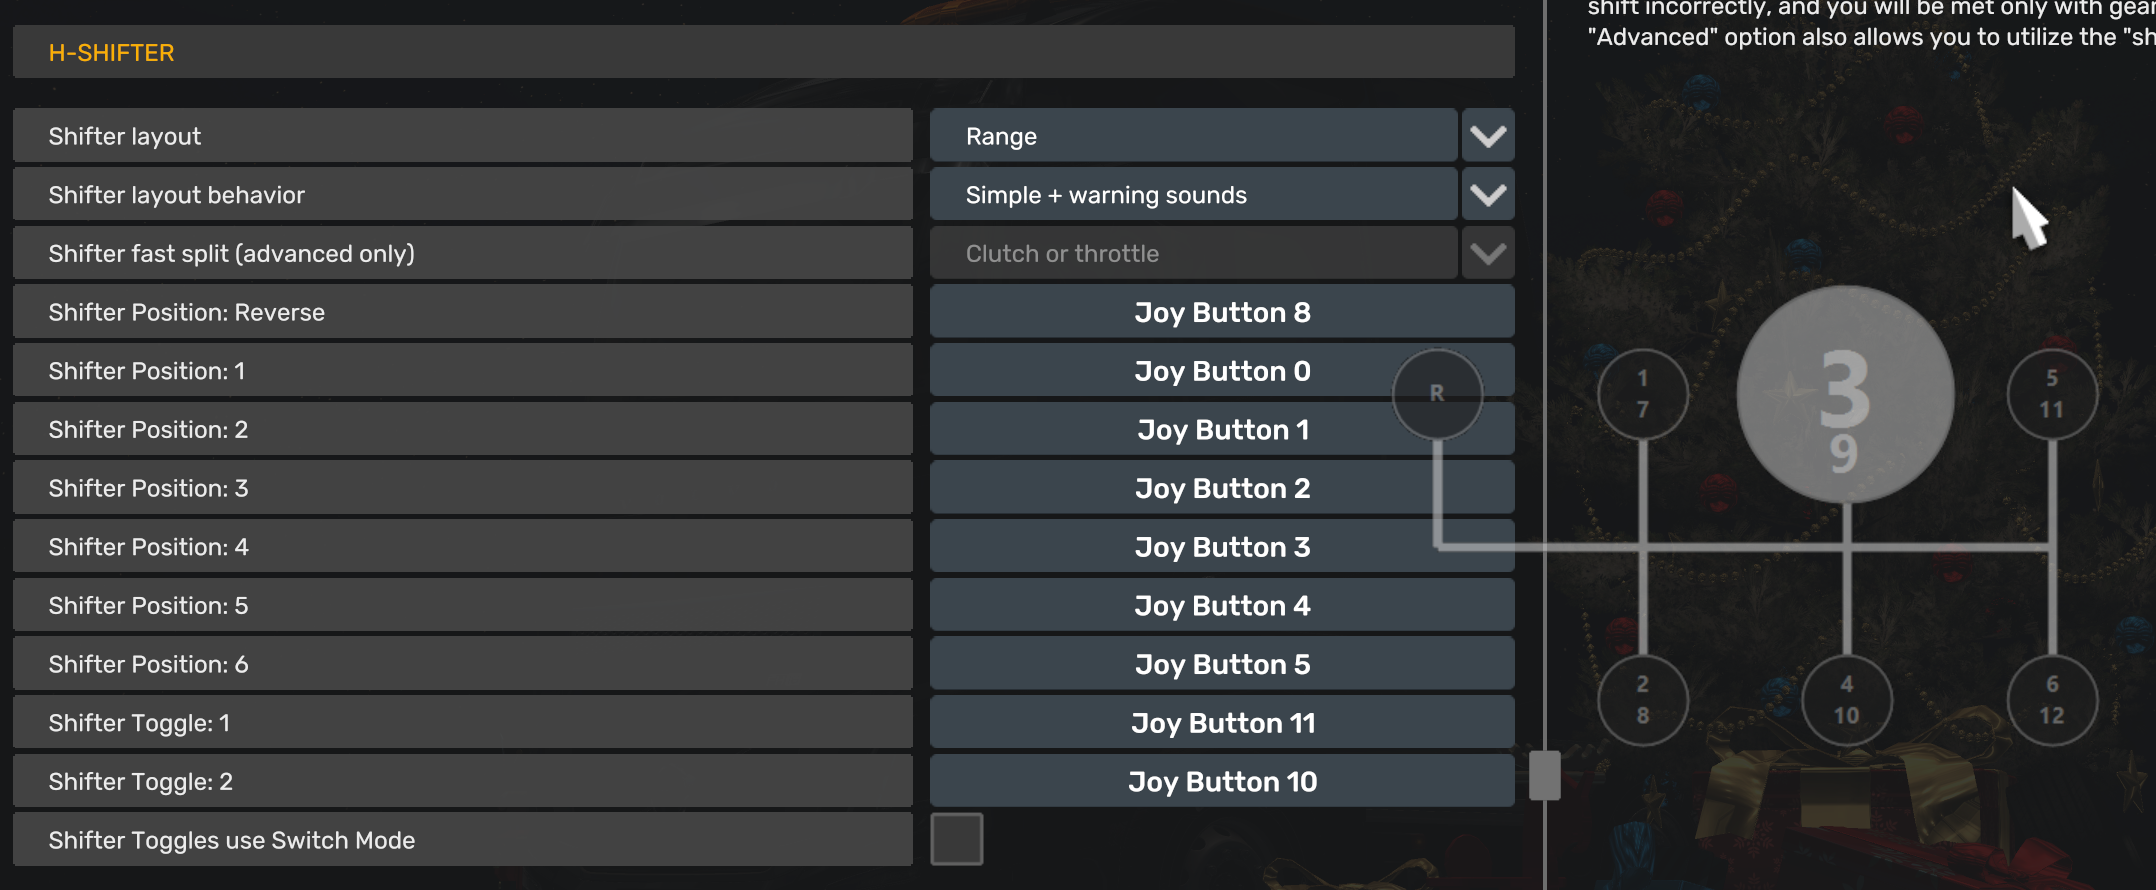 shift incorrectly, and you will be met only with gear
"Advanced" option also allows you to utilize the "sh
H-SHIFTER
Shifter layout
Range
Shifter layout behavior
Simple + warning sounds
Shifter fast split (advanced only)
Clutch or throttle
Shifter Position: Reverse
Joy Button 8
Shifter Position: 1
Joy Button 0
Shifter Position: 2
Joy Button 1
Shifter Position: 3
Joy Button 2
Shifter Position: 4
Joy Button 3
Shifter Position: 5
Joy Button 4
Shifter Position: 6
Joy Button 5
Shifter Toggle: 1
Joy Button 11
Shifter Toggle: 2
Joy Button 10
Shifter Toggles use Switch Mode
R
1
7
3
9
5
11
2
8
4
10
6
12